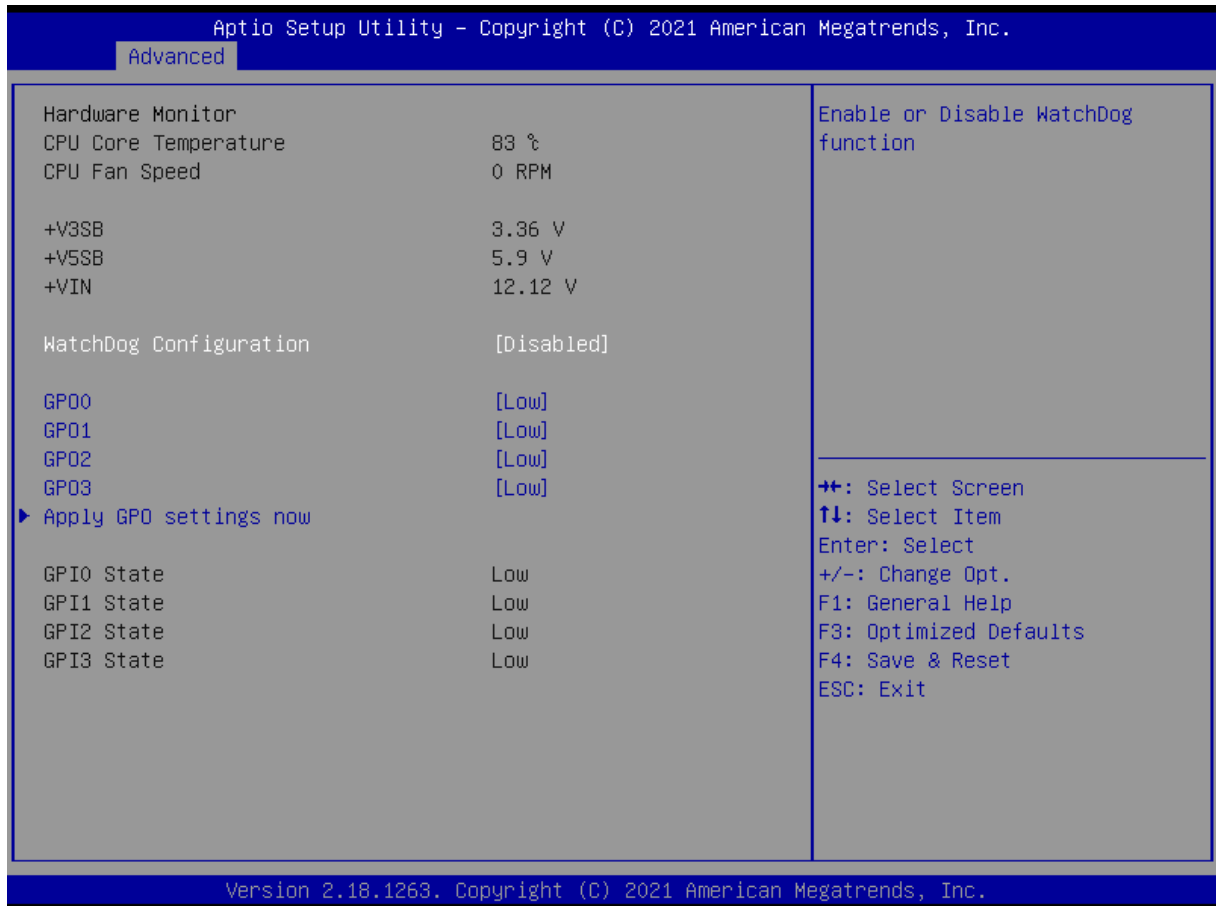 Aptio Setup Utility – Copyright (C) 2021 American Megatrends, Inc.
Advanced
Hardware Monitor
CPU Core Temperature 83 ℃
CPU Fan Speed 0 RPM
+V3SB 3.36 V
+V5SB 5.9 V
+VIN 12.12 V
WatchDog Configuration [Disabled]
GPO0 [Low]
GPO1 [Low]
GPO2 [Low]
GPO3 [Low]
Apply GPO settings now
GPI0 State Low
GPI1 State Low
GPI2 State Low
GPI3 State Low
Enable or Disable WatchDog
function
→←: Select Screen
↑↓: Select Item
Enter: Select
+/-: Change Opt.
F1: General Help
F3: Optimized Defaults
F4: Save & Reset
ESC: Exit
Version 2.18.1263. Copyright (C) 2021 American Megatrends, Inc.